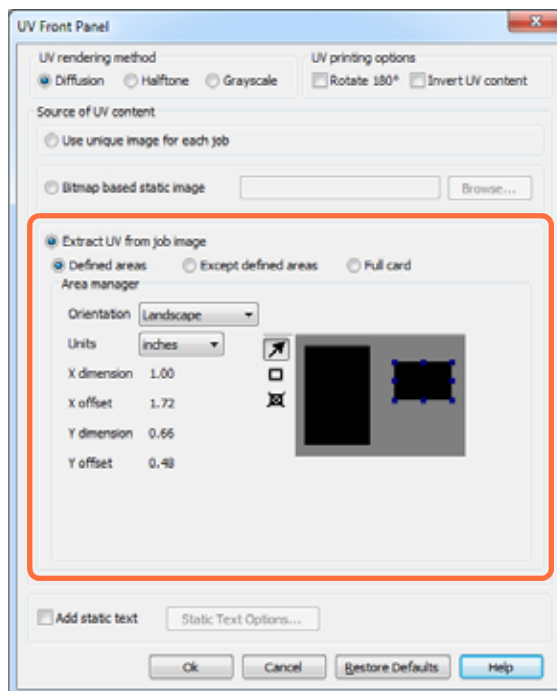 UV Front Panel
UV rendering method
Diffusion Halftone Grayscale
UV printing options
Rotate 180° Invert UV content
Source of UV content
Use unique image for each job
Bitmap based static image Browse...
Extract UV from job image
Defined areas Except defined areas Full card
Area manager
Orientation Landscape
Units inches
X dimension 1.00
X offset 1.72
Y dimension 0.66
Y offset 0.48
Add static text Static Text Options...
Ok Cancel Restore Defaults Help